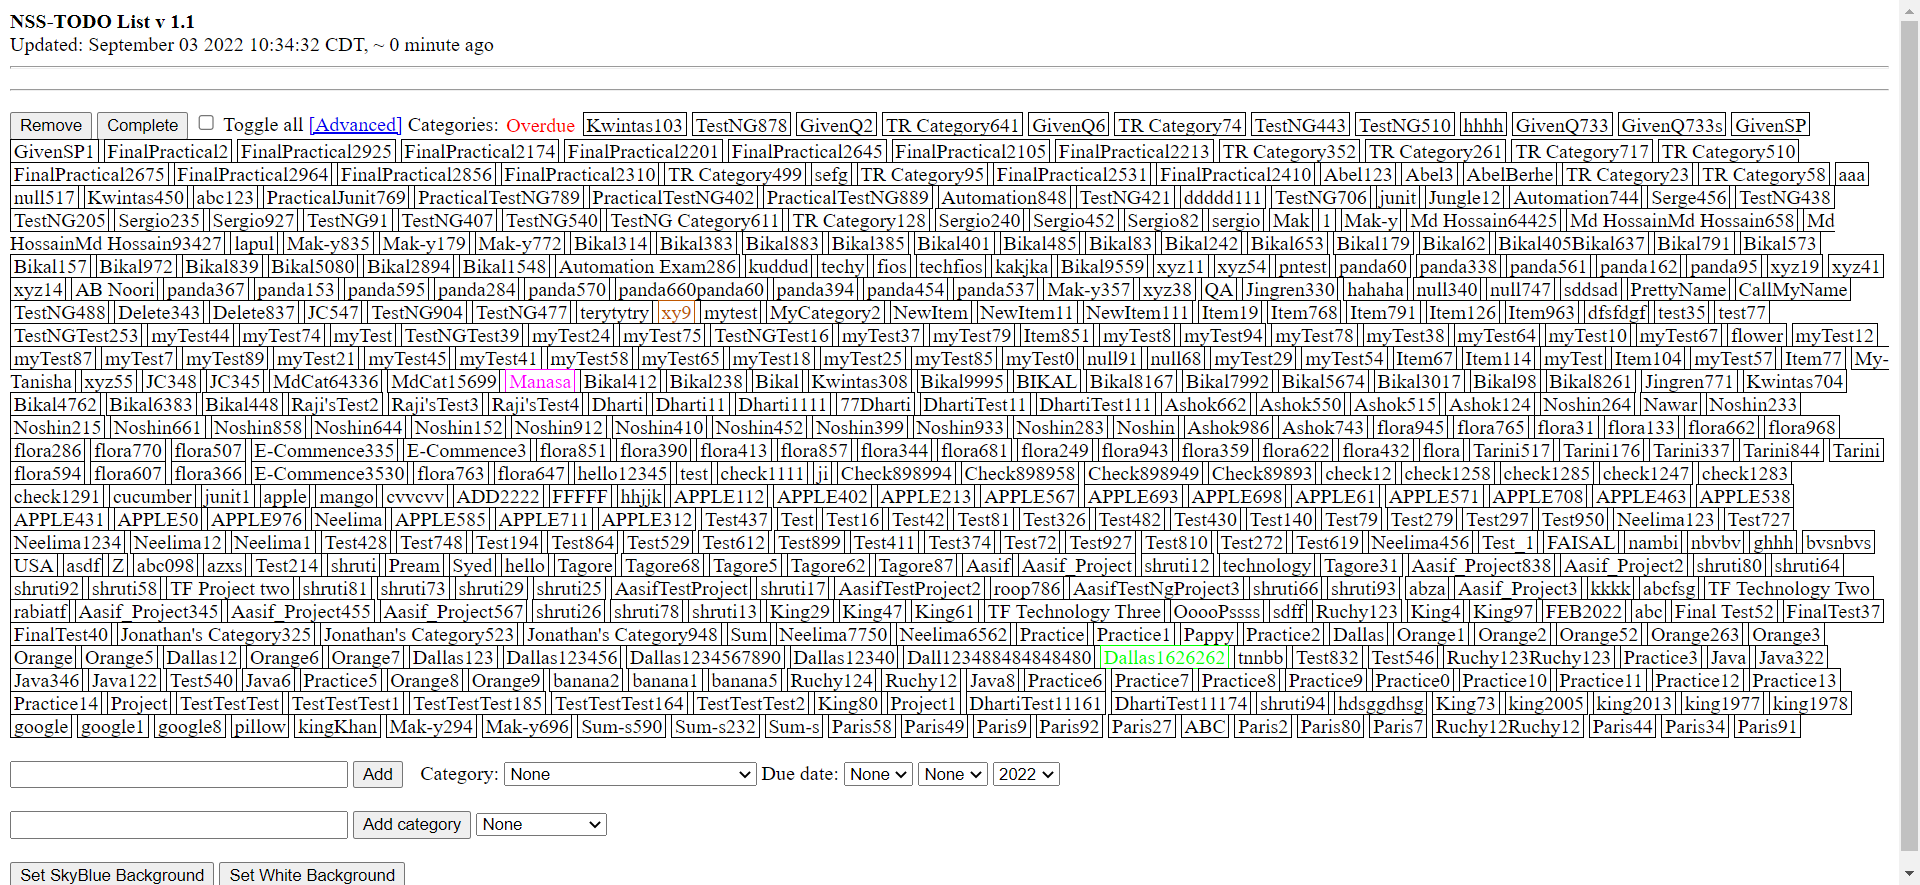 NSS-TODO List v 1.1
Updated: September 03 2022 10:34:32 CDT, ~ 0 minute ago
Remove Complete Toggle all [Advanced] Categories: Overdue Kwintas103 TestNG878 GivenQ2 TR Category641 GivenQ6 TR Category74 TestNG443 TestNG510 hhhh GivenQ733 GivenQ733s GivenSP
GivenSP1 FinalPractical2 FinalPractical2925 FinalPractical2174 FinalPractical2201 FinalPractical2645 FinalPractical2105 FinalPractical2213 TR Category352 TR Category261 TR Category717 TR Category510
FinalPractical2675 FinalPractical2964 FinalPractical2856 FinalPractical2310 TR Category499 sefg TR Category95 FinalPractical2531 FinalPractical2410 Abel123 Abel3 AbelBerhe TR Category23 TR Category58 aaa
null517 Kwintas450 abc123 PracticalJunit769 PracticalTestNG789 PracticalTestNG402 PracticalTestNG889 Automation848 TestNG421 ddddd111 TestNG706 junit Jungle12 Automation744 Serge456 TestNG438
TestNG205 Sergio235 Sergio927 TestNG91 TestNG407 TestNG540 TestNG Category611 TR Category128 Sergio240 Sergio452 Sergio82 sergio Mak 1 Mak-y Md Hossain64425 Md HossainMd Hossain658 Md
HossainMd Hossain93427 lapul Mak-y835 Mak-y179 Mak-y772 Bikal314 Bikal383 Bikal883 Bikal385 Bikal401 Bikal485 Bikal83 Bikal242 Bikal653 Bikal179 Bikal62 Bikal405Bikal637 Bikal791 Bikal573
Bikal157 Bikal972 Bikal839 Bikal5080 Bikal2894 Bikal1548 Automation Exam286 kuddud techy fios techfios kakjka Bikal9559 xyz11 xyz54 pntest panda60 panda338 panda561 panda162 panda95 xyz19 xyz41
xyz14 AB Noori panda367 panda153 panda595 panda284 panda570 panda660panda60 panda394 panda454 panda537 Mak-y357 xyz38 QA Jingren330 hahaha null340 null747 sddsad PrettyName CallMyName
TestNG488 Delete343 Delete837 JC547 TestNG904 TestNG477 terytytry xy9 mytest MyCategory2 NewItem NewItem11 NewItem111 Item19 Item768 Item791 Item126 Item963 dfsfdgf test35 test77
TestNGTest253 myTest44 myTest74 myTest TestNGTest39 myTest24 myTest75 TestNGTest16 myTest37 myTest79 Item851 myTest8 myTest94 myTest78 myTest38 myTest64 myTest10 myTest67 flower myTest12
myTest87 myTest7 myTest89 myTest21 myTest45 myTest41 myTest58 myTest65 myTest18 myTest25 myTest85 myTest0 null91 null68 myTest29 myTest54 Item67 Item114 myTest Item104 myTest57 Item77 My-
Tanisha xyz55 JC348 JC345 MdCat64336 MdCat15699 Manasa Bikal412 Bikal238 Bikal Kwintas308 Bikal9995 BIKAL Bikal8167 Bikal7992 Bikal5674 Bikal3017 Bikal98 Bikal8261 Jingren771 Kwintas704
Bikal4762 Bikal6383 Bikal448 Raji'sTest2 Raji'sTest3 Raji'sTest4 Dharti Dharti11 Dharti1111 77Dharti DhartiTest11 DhartiTest111 Ashok662 Ashok550 Ashok515 Ashok124 Noshin264 Nawar Noshin233
Noshin215 Noshin661 Noshin858 Noshin644 Noshin152 Noshin912 Noshin410 Noshin452 Noshin399 Noshin933 Noshin283 Noshin Ashok986 Ashok743 flora945 flora765 flora31 flora133 flora662 flora968
flora286 flora770 flora507 E-Commence335 E-Commence3 flora851 flora390 flora413 flora857 flora344 flora681 flora249 flora943 flora359 flora622 flora432 flora Tarini517 Tarini176 Tarini337 Tarini844 Tarini
flora594 flora607 flora366 E-Commence3530 flora763 flora647 hello12345 test check1111 jj Check898994 Check898958 Check898949 Check89893 check12 check1258 check1285 check1247 check1283
check1291 cucumber junit1 apple mango cvvcvv ADD2222 FFFFF hhjjk APPLE112 APPLE402 APPLE213 APPLE567 APPLE693 APPLE698 APPLE61 APPLE571 APPLE708 APPLE463 APPLE538
APPLE431 APPLE50 APPLE976 Neelima APPLE585 APPLE711 APPLE312 Test437 Test Test16 Test42 Test81 Test326 Test482 Test430 Test140 Test79 Test279 Test297 Test950 Neelima123 Test727
Neelima1234 Neelima12 Neelima1 Test428 Test748 Test194 Test864 Test529 Test612 Test899 Test411 Test374 Test72 Test927 Test810 Test272 Test619 Neelima456 Test_1 FAISAL nambi nbvbv ghhh bvsnbvs
USA asdf Z abc098 azxs Test214 shruti Pream Syed hello Tagore Tagore68 Tagore5 Tagore62 Tagore87 Aasif Aasif_Project shruti12 technology Tagore31 Aasif_Project838 Aasif_Project2 shruti80 shruti64
shruti92 shruti58 TF Project two shruti81 shruti73 shruti29 shruti25 AasifTestProject shruti17 AasifTestProject2 roop786 AasifTestNgProject3 shruti66 shruti93 abza Aasif_Project3 kkkk abcfsg TF Technology Two
rabiatf Aasif_Project345 Aasif_Project455 Aasif_Project567 shruti26 shruti78 shruti13 King29 King47 King61 TF Technology Three OoooPssss sdff Ruchy123 King4 King97 FEB2022 abc Final Test52 FinalTest37
FinalTest40 Jonathan's Category325 Jonathan's Category523 Jonathan's Category948 Sum Neelima7750 Neelima6562 Practice Practice1 Pappy Practice2 Dallas Orange1 Orange2 Orange52 Orange263 Orange3
Orange Orange5 Dallas12 Orange6 Orange7 Dallas123 Dallas123456 Dallas1234567890 Dallas12340 Dall123488484848480 Dallas1626262 tnnbb Test832 Test546 Ruchy123Ruchy123 Practice3 Java Java322
Java346 Java122 Test540 Java6 Practice5 Orange8 Orange9 banana2 banana1 banana5 Ruchy124 Ruchy12 Java8 Practice6 Practice7 Practice8 Practice9 Practice0 Practice10 Practice11 Practice12 Practice13
Practice14 Project TestTestTest TestTestTest1 TestTestTest185 TestTestTest164 TestTestTest2 King80 Project1 DhartiTest11161 DhartiTest11174 shruti94 hdsggdhsg King73 king2005 king2013 king1977 king1978
google google1 google8 pillow kingKhan Mak-y294 Mak-y696 Sum-s590 Sum-s232 Sum-s Paris58 Paris49 Paris9 Paris92 Paris27 ABC Paris2 Paris80 Paris7 Ruchy12Ruchy12 Paris44 Paris34 Paris91
Add Category: None Due date: None None 2022
Add category None
Set SkyBlue Background Set White Background